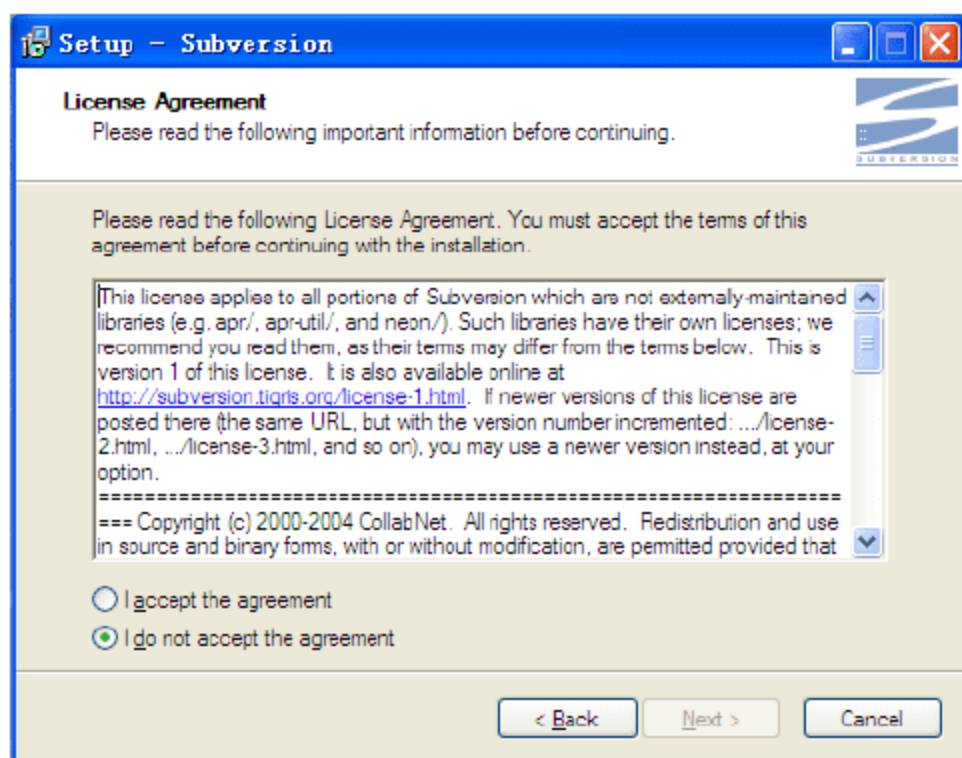 Setup - Subversion
License Agreement
Please read the following important information before continuing.
SUBVERSION
Please read the following License Agreement. You must accept the terms of this
agreement before continuing with the installation.
This license applies to all portions of Subversion which are not externally-maintained
libraries (e.g. apr/, apr-util/, and neon/). Such libraries have their own licenses; we
recommend you read them, as their terms may differ from the terms below. This is
version 1 of this license. It is also available online at
http://subversion.tigris.org/license-1.html. If newer versions of this license are
posted there (the same URL, but with the version number incremented: .../license-
2.html, .../license-3.html, and so on), you may use a newer version instead, at your
option.
====================================================================
=== Copyright (c) 2000-2004 CollabNet. All rights reserved. Redistribution and use
in source and binary forms, with or without modification, are permitted provided that
I accept the agreement
I do not accept the agreement
< Back
Next >
Cancel